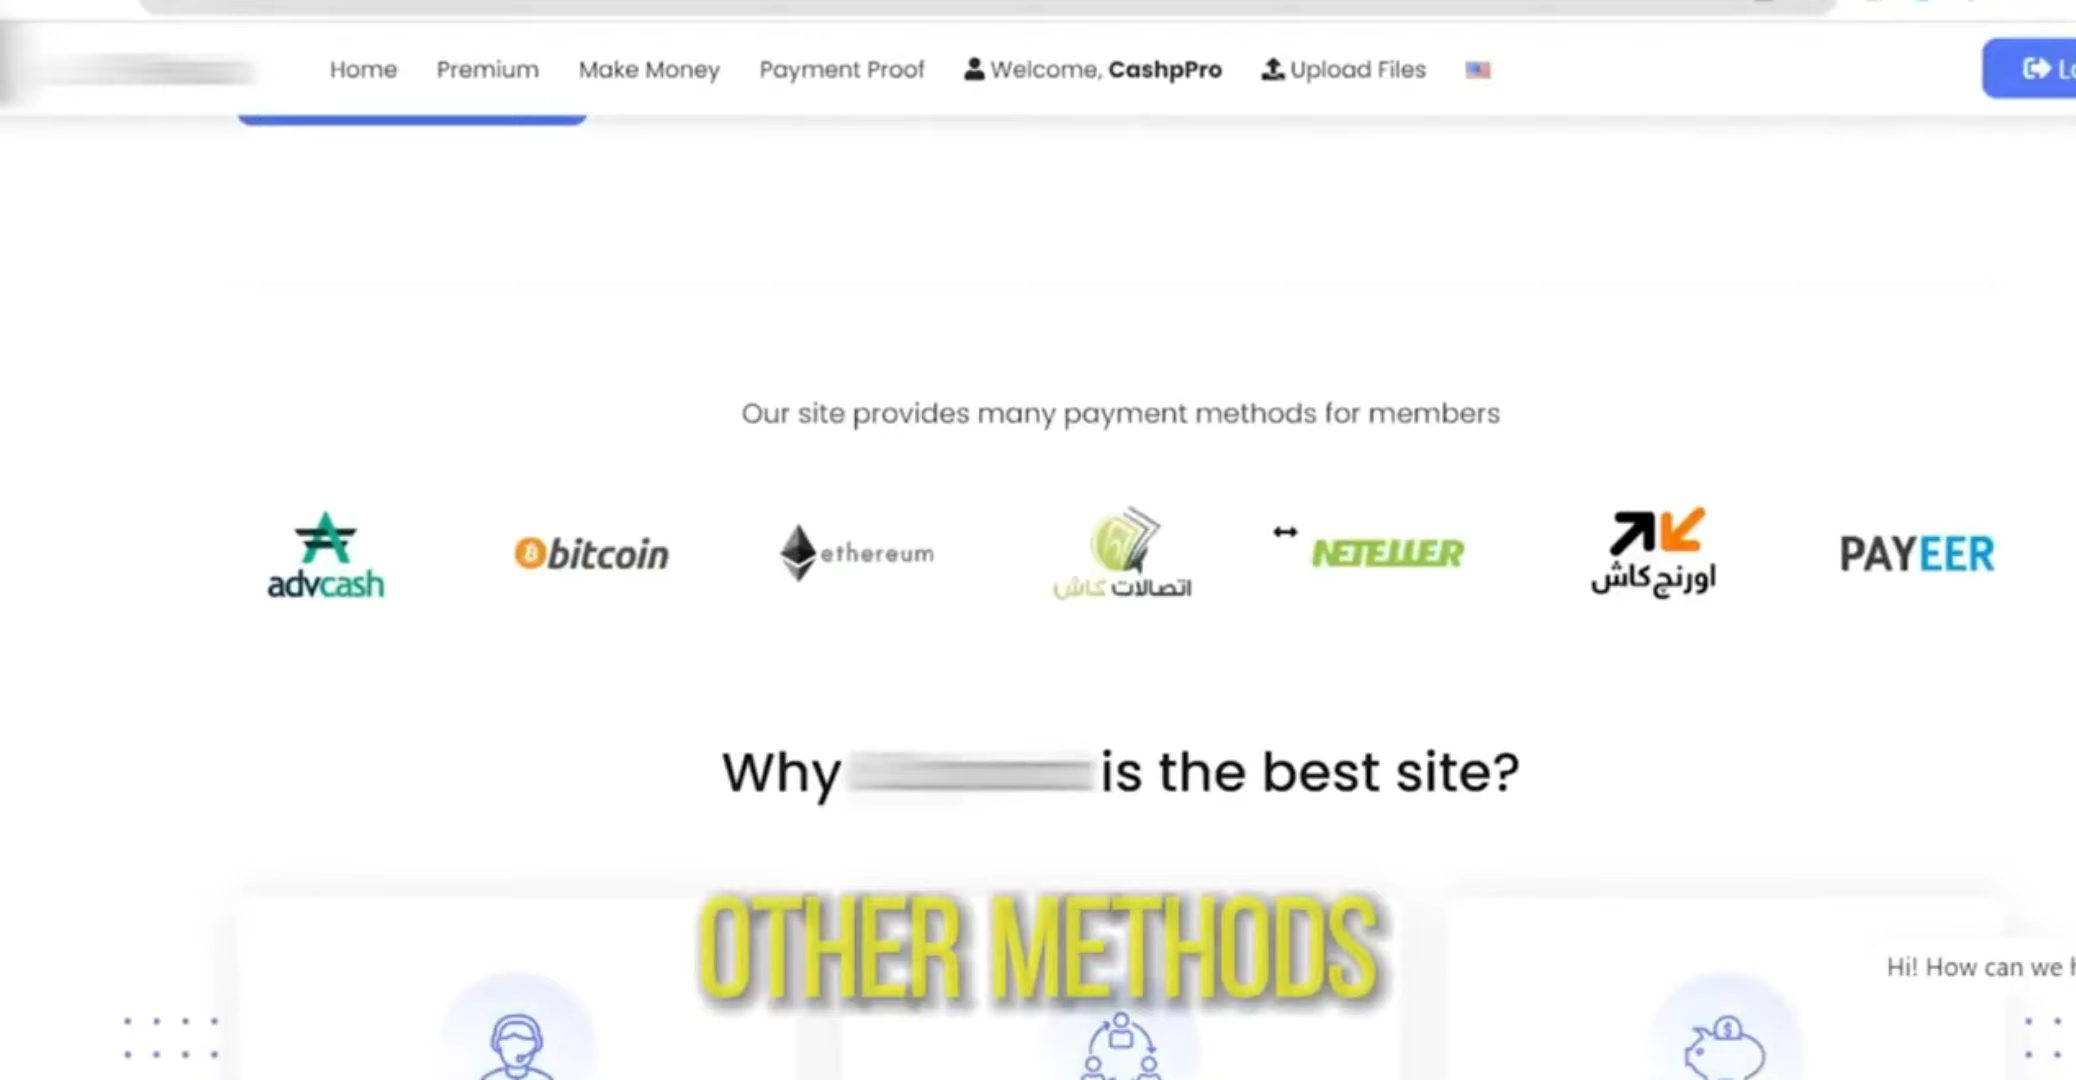 Home Premium Make Money Payment Proof Welcome, CashpPro Upload Files
Our site provides many payment methods for members
advcash bitcoin ethereum اتصالات كاش NETELLER اورنچ كاش PAYEER
Why is the best site?
OTHER METHODS
Hi! How can we